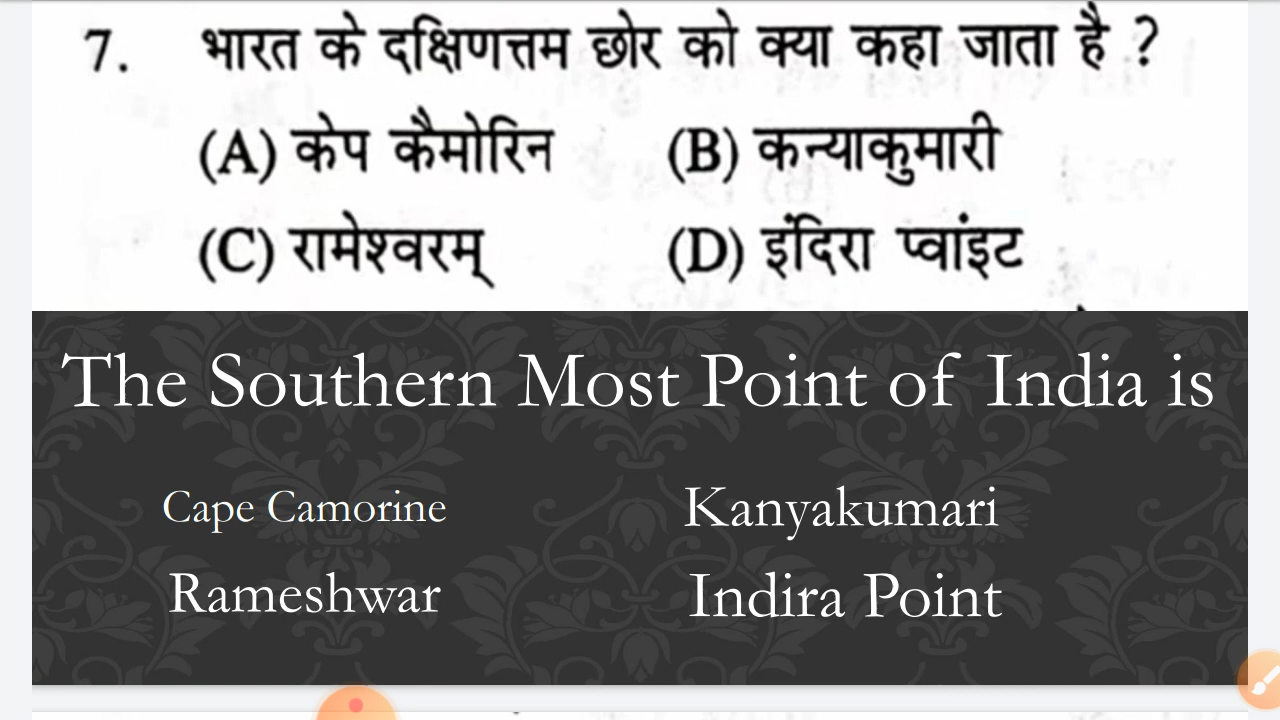 7. भारत के दक्षिणत्तम छोर को क्या कहा जाता है ?
(A) केप कैमोरिन (B) कन्याकुमारी
(C) रामेश्वरम् (D) इंदिरा प्वांइट
The Southern Most Point of India is
Cape Camorine Kanyakumari
Rameshwar Indira Point